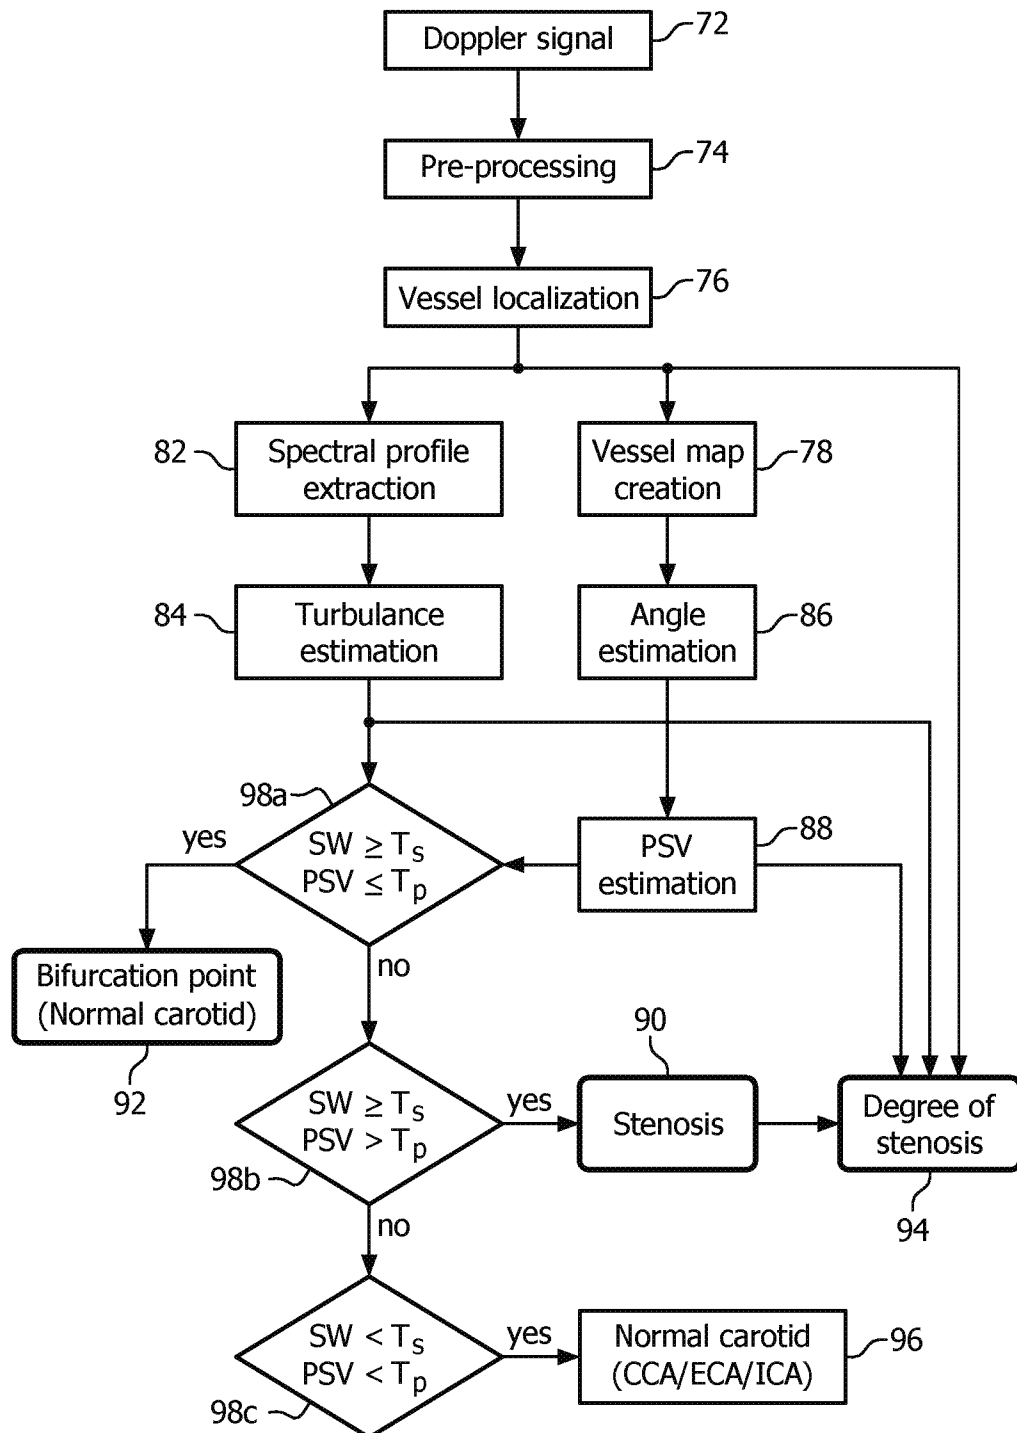 Doppler signal
72
Pre-processing
74
Vessel localization
76
82
Spectral profile
extraction
Vessel map
creation
78
84
Turbulance
estimation
Angle
estimation
86
98a
yes
SW ≥ Ts
PSV ≤ Tp
PSV
estimation
88
no
Bifurcation point
(Normal carotid)
92
90
SW ≥ Ts
PSV > Tp
yes
Stenosis
Degree of
stenosis
98b
94
no
SW < Ts
PSV < Tp
yes
Normal carotid
(CCA/ECA/ICA)
96
98c